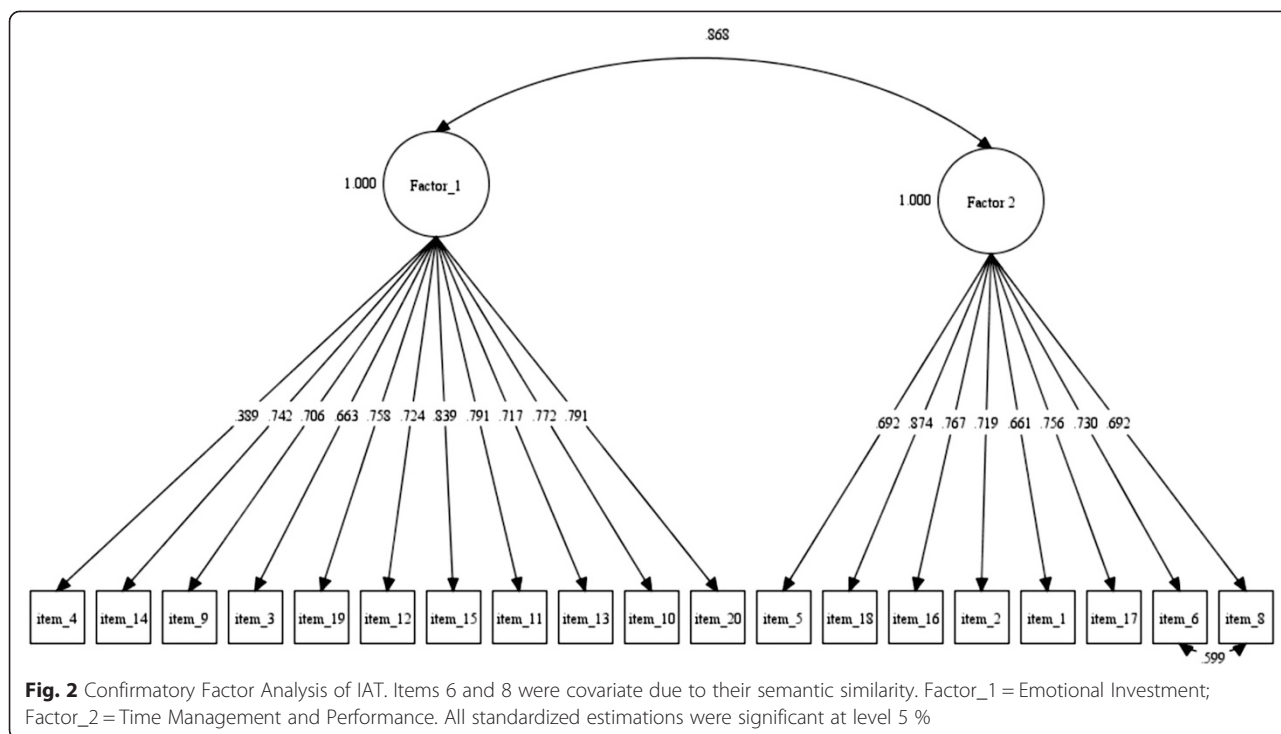 .868
1.000 Factor_1
1.000 Factor 2
.389 .742 .706 .663 .758 .724 .839 .791 .717 .772 .791
.692 .874 .767 .719 .661 .756 .730 .692
item_4 item_14 item_9 item_3 item_19 item_12 item_15 item_11 item_13 item_10 item_20 item_5 item_18 item_16 item_2 item_1 item_17 item_6 item_8
.599
Fig. 2 Confirmatory Factor Analysis of IAT. Items 6 and 8 were covariate due to their semantic similarity. Factor_1 = Emotional Investment;
Factor_2 = Time Management and Performance. All standardized estimations were significant at level 5 %